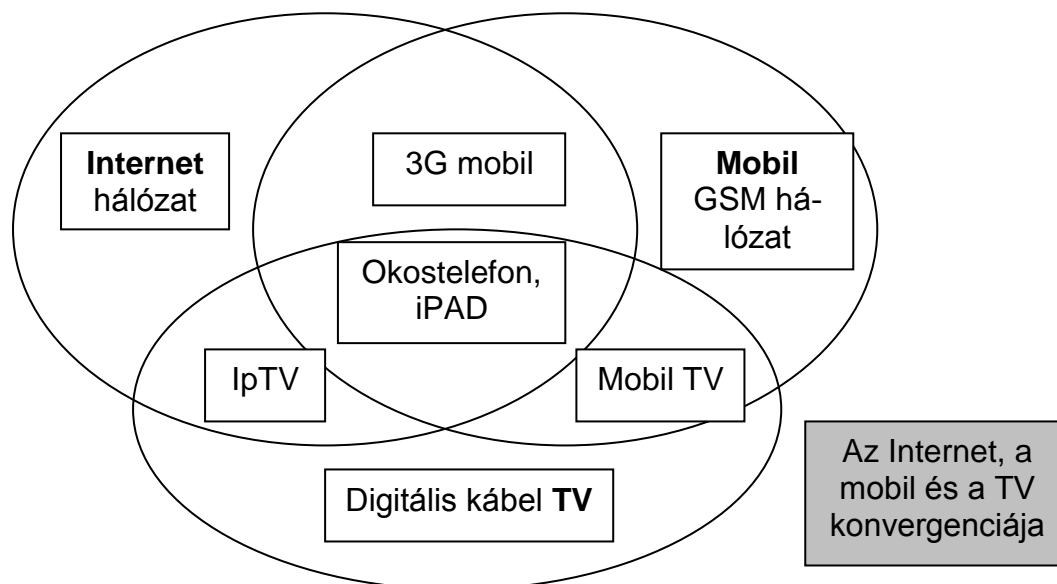 Internet
hálózat
3G mobil
Mobil
GSM há-
lózat
Okostelefon,
iPAD
IpTV
Mobil TV
Digitális kábel TV
Az Internet, a
mobil és a TV
konvergenciája